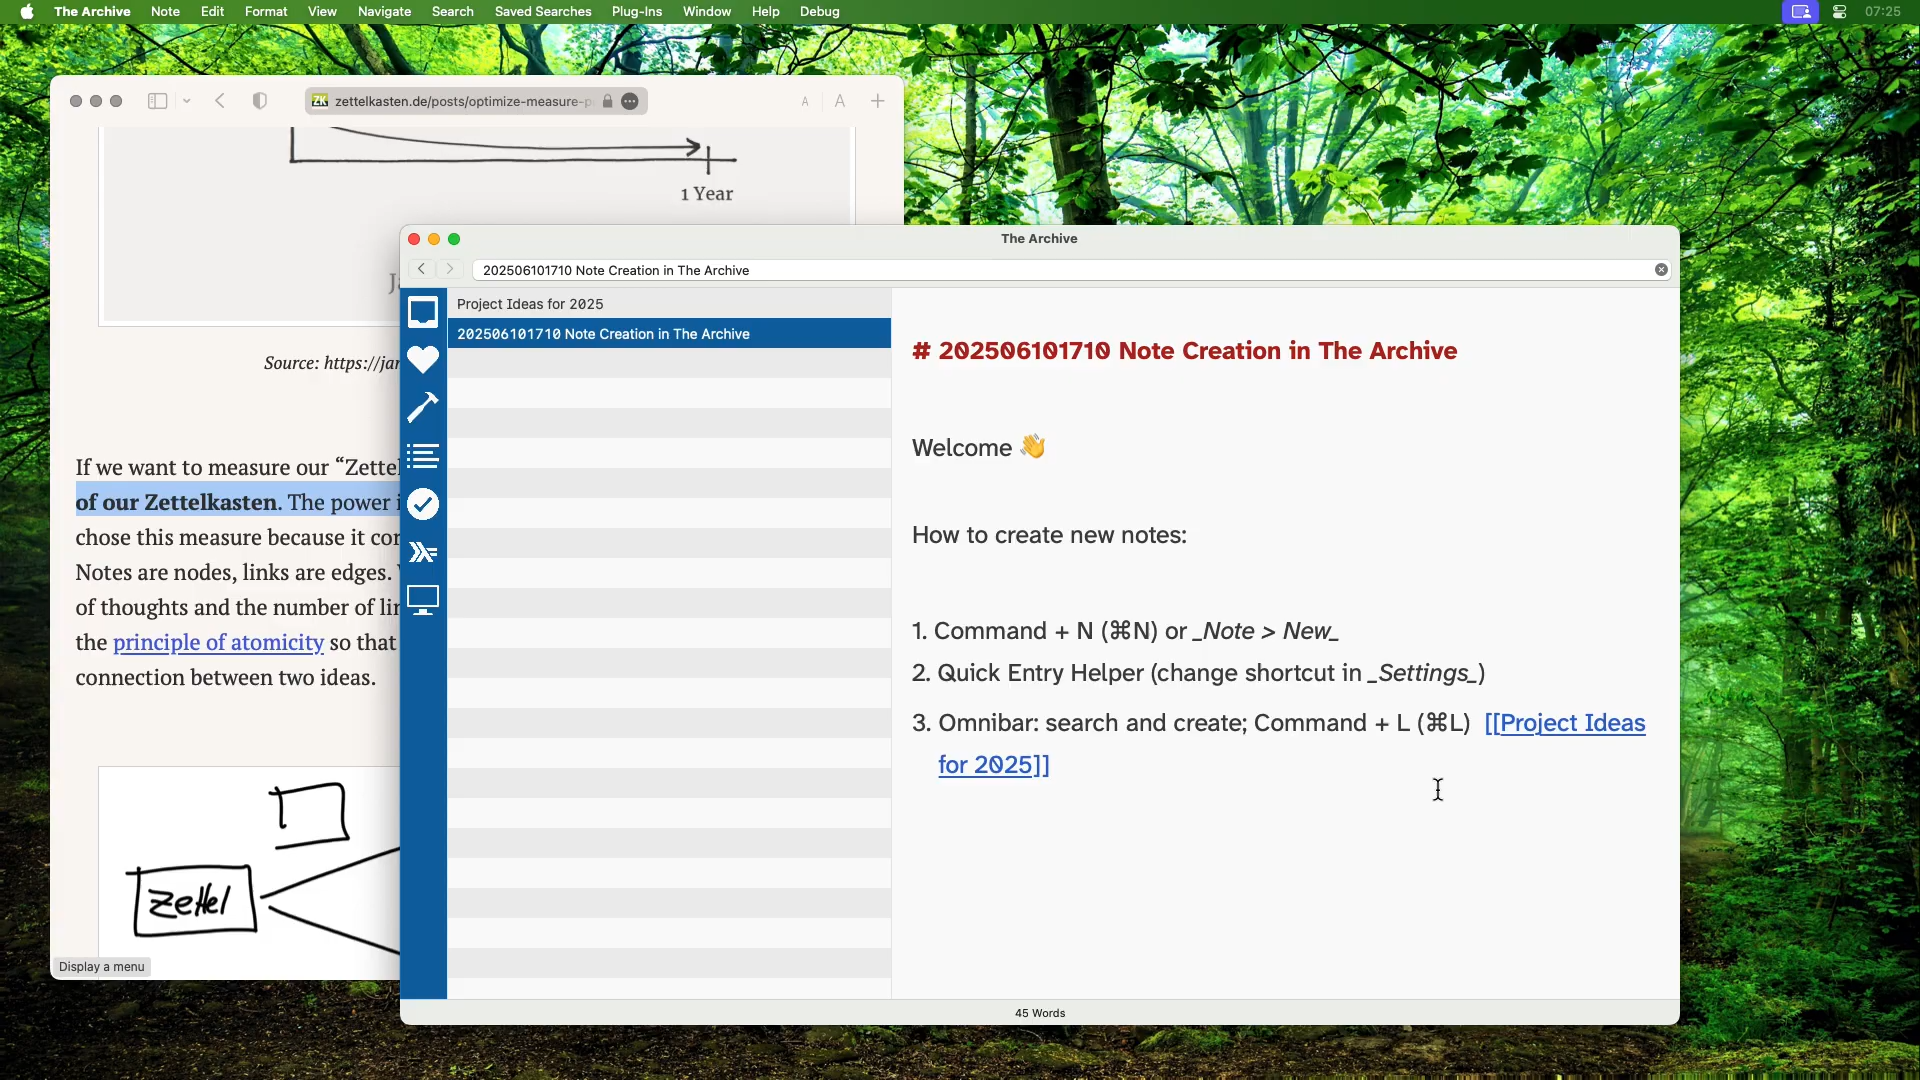 The Archive Note Edit Format View Navigate Search Saved Searches Plug-Ins Window Help Debug 07:25
zettelkasten.de/posts/optimize-measure-p
A A
1 Year
Source: https://jar
If we want to measure our “Zettel
of our Zettelkasten. The power i
chose this measure because it cor
Notes are nodes, links are edges.
of thoughts and the number of lin
the principle of atomicity so that
connection between two ideas.
Zettel
Display a menu
The Archive
202506101710 Note Creation in The Archive
Project Ideas for 2025
202506101710 Note Creation in The Archive
# 202506101710 Note Creation in The Archive
Welcome 👋
How to create new notes:
1. Command + N (⌘N) or _Note > New_
2. Quick Entry Helper (change shortcut in _Settings_)
3. Omnibar: search and create; Command + L (⌘L) [[Project Ideas
for 2025]]
45 Words